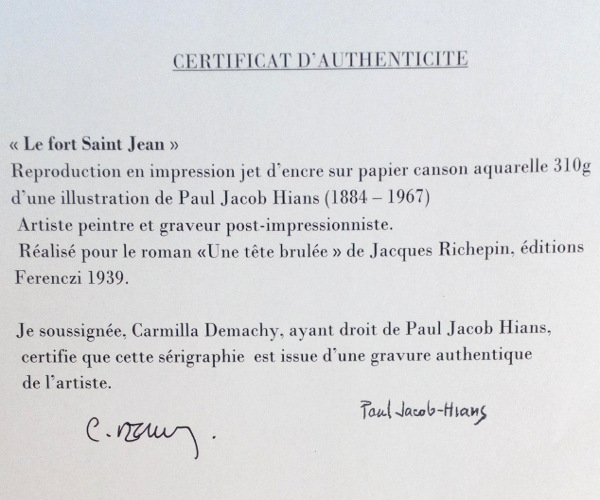 CERTIFICAT D'AUTHENTICITE
« Le fort Saint Jean »
Reproduction en impression jet d'encre sur papier canson aquarelle 310g
d'une illustration de Paul Jacob Hians (1884 – 1967)
Artiste peintre et graveur post-impressionniste.
Réalisé pour le roman «Une tête brulée » de Jacques Richepin, éditions
Ferenczi 1939.
Je soussignée, Carmilla Demachy, ayant droit de Paul Jacob Hians,
certifie que cette sérigraphie est issue d'une gravure authentique
de l'artiste.
Paul Jacob-Hians